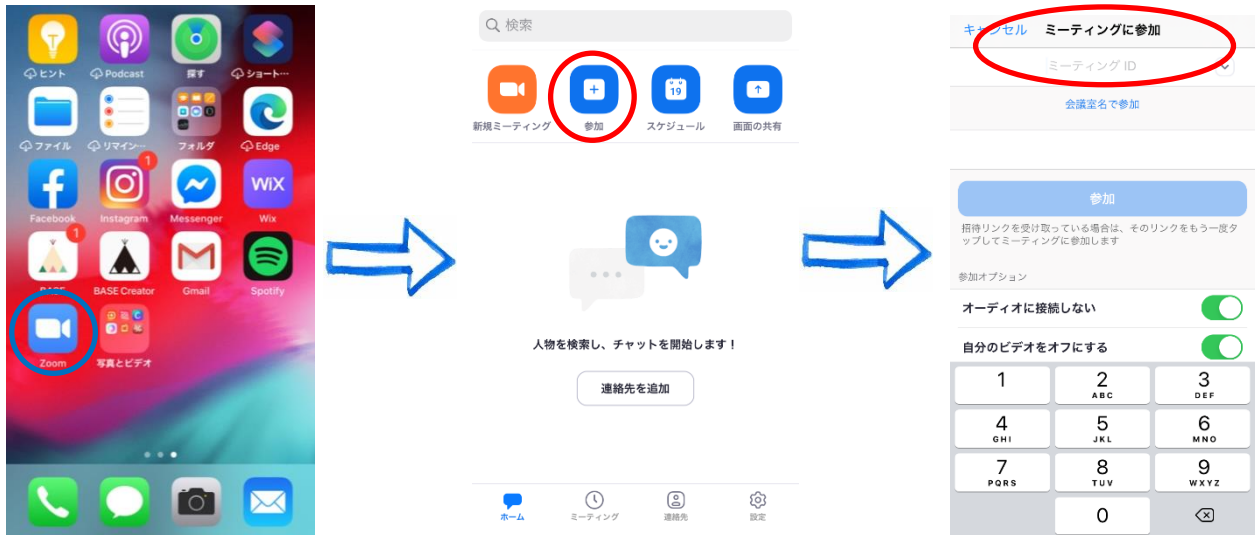 ヒント Podcast 探す ショート…
ファイル リマイン… フォルダ Edge
1
WiX
Facebook Instagram Messenger Wix
1
BASE BASE Creator Gmail Spotify
Zoom 写真とビデオ
検索
19
新規ミーティング 参加 スケジュール 画面の共有
人物を検索し、チャットを開始します！
連絡先を追加
ホーム ミーティング 連絡先 設定
キャンセル ミーティングに参加
ミーティング ID
会議室名で参加
参加
招待リンクを受け取っている場合は、そのリンクをもう一度タ
ップしてミーティングに参加します
参加オプション
オーディオに接続しない
自分のビデオをオフにする
1 2 3
ABC DEF
4 5 6
GHI JKL MNO
7 8 9
PQRS TUV WXYZ
0